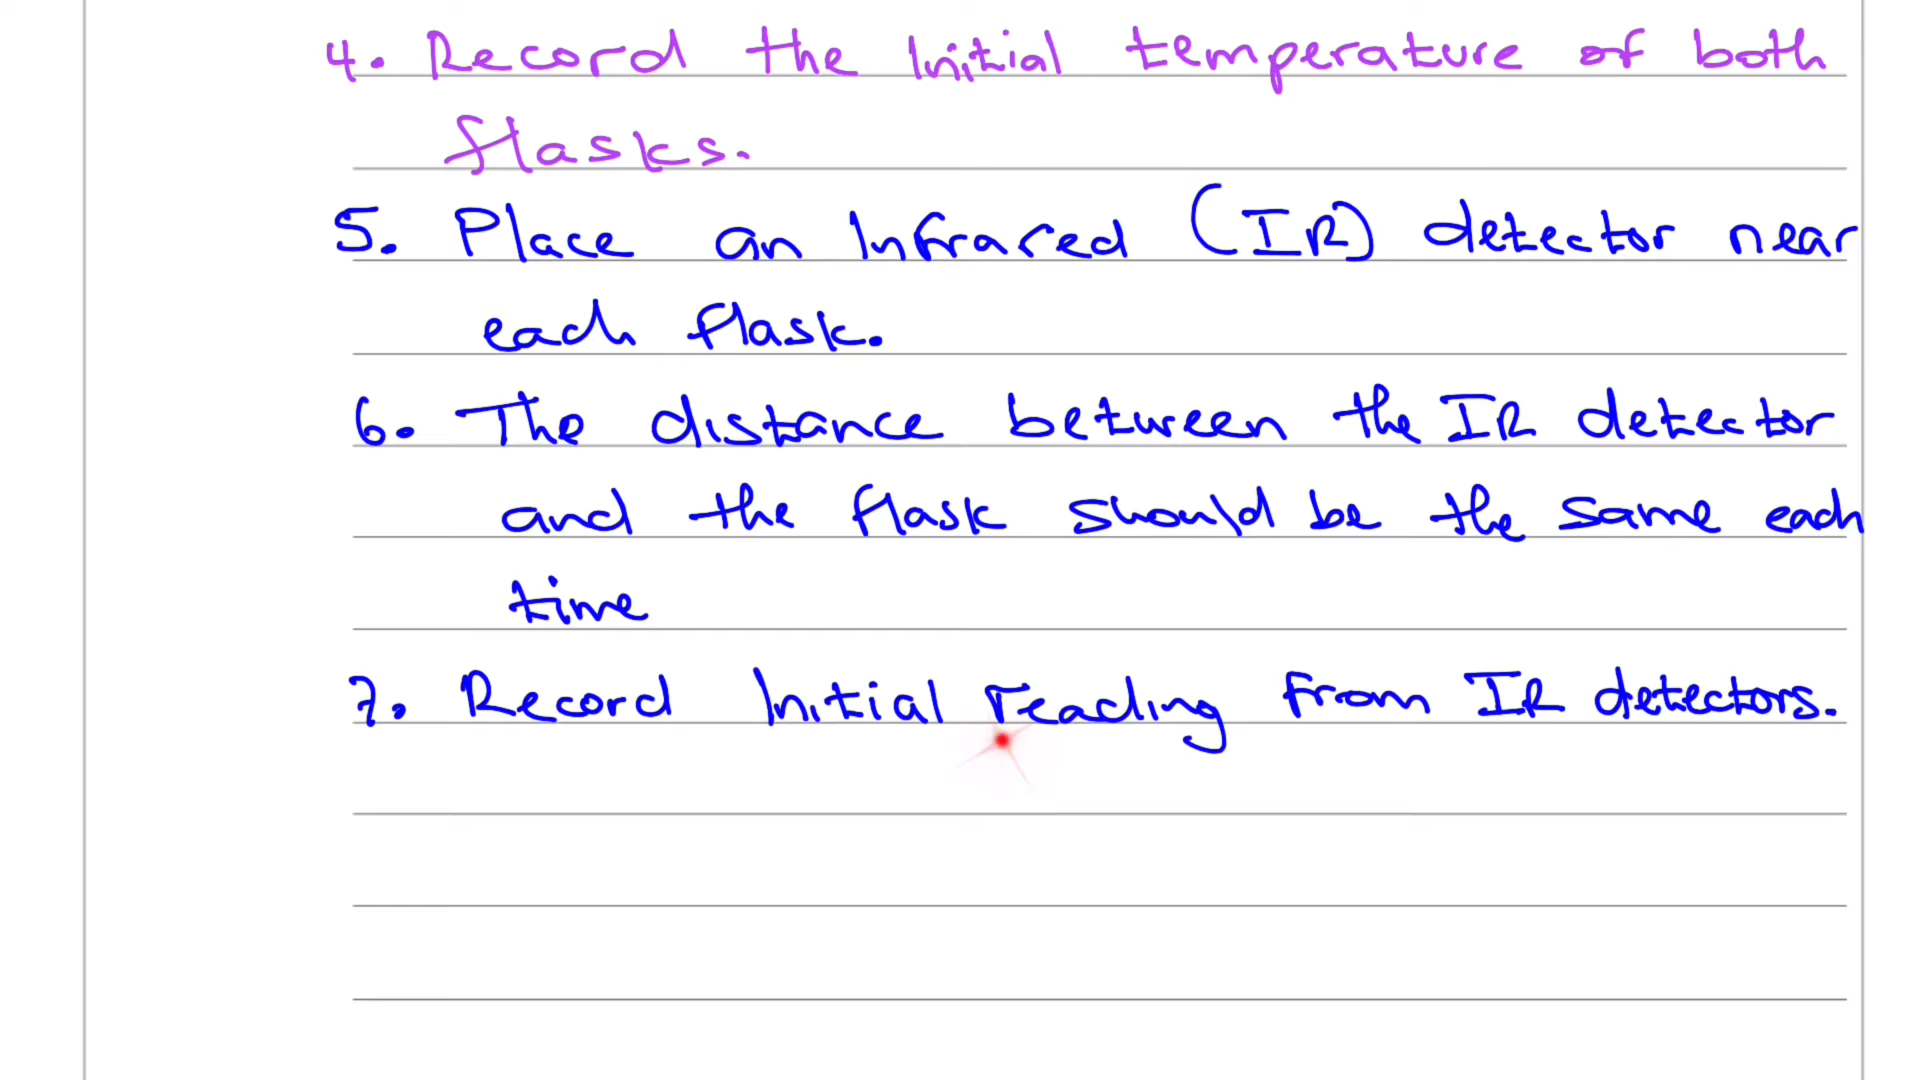 4. Record the Initial temperature of both
flasks.
5. Place an Infrared (IR) detector near
each flask.
6. The distance between the IR detector
and the flask should be the same each
time
7. Record Initial reading from IR detectors.